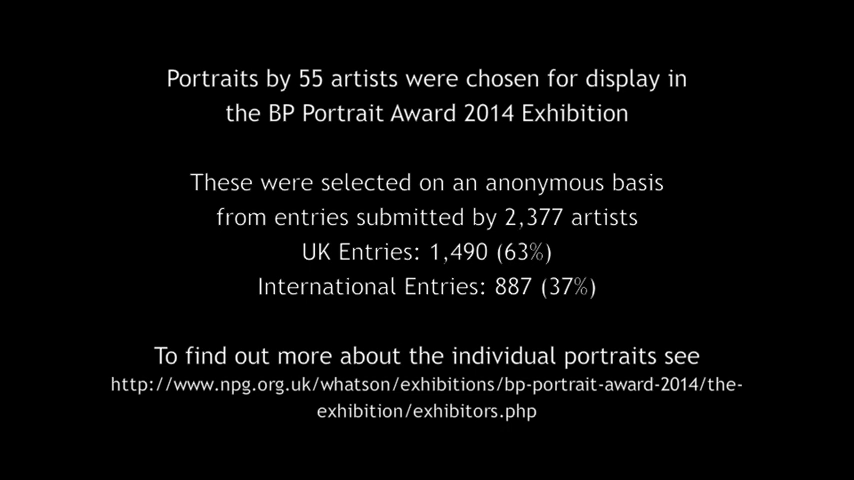 Portraits by 55 artists were chosen for display in
the BP Portrait Award 2014 Exhibition
These were selected on an anonymous basis
from entries submitted by 2,377 artists
UK Entries: 1,490 (63%)
International Entries: 887 (37%)
To find out more about the individual portraits see
http://www.npg.org.uk/whatson/exhibitions/bp-portrait-award-2014/the-
exhibition/exhibitors.php